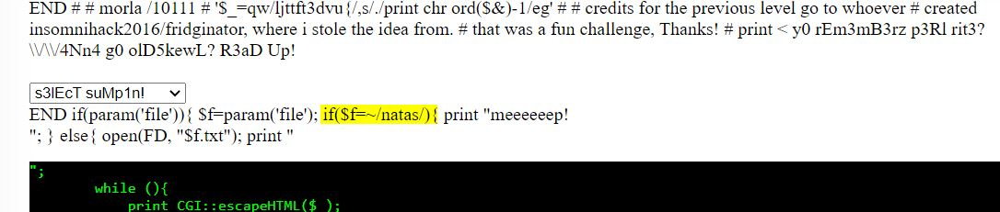 END # # morla /10111 # '$_=qw/ljttft3dvu{/,s/./print chr ord($&)-1/eg' # # credits for the previous level go to whoever # created
insomnihack2016/fridginator, where i stole the idea from. # that was a fun challenge, Thanks! # print < y0 rEm3mB3rz p3Rl rit3?
\\/\\/4Nn4 g0 olD5kewL? R3aD Up!
s3lEcT suMp1n!
END if(param('file')){ $f=param('file'); if($f=~/natas/){ print "meeeeeep!
"; } else{ open(FD, "$f.txt"); print "
";
while (){
print CGI::escapeHTML($_);